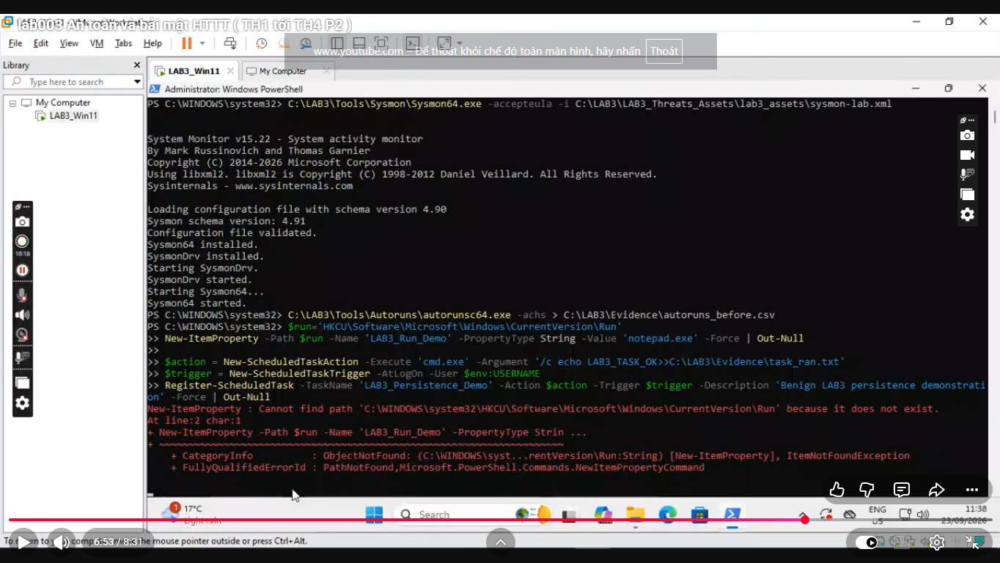 lab003 An toàn và bảo mật HTTT ( TH1 tới TH4 P2 )
File Edit View VM Tabs Help
www.youtube.com – Để thoát khỏi chế độ toàn màn hình, hãy nhấn Thoát
Library
Type here to search
My Computer
LAB3_Win11
LAB3_Win11
My Computer
Administrator: Windows PowerShell
PS C:\WINDOWS\system32> C:\LAB3\Tools\Sysmon\Sysmon64.exe -accepteula -i C:\LAB3\LAB3_Threats_Assets\lab3_assets\sysmon-lab.xml
System Monitor v15.22 - System activity monitor
By Mark Russinovich and Thomas Garnier
Copyright (C) 2014-2026 Microsoft Corporation
Using libxml2. libxml2 is Copyright (C) 1998-2012 Daniel Veillard. All Rights Reserved.
Sysinternals - www.sysinternals.com
Loading configuration file with schema version 4.90
Sysmon schema version: 4.91
Configuration file validated.
Sysmon64 installed.
SysmonDrv installed.
Starting SysmonDrv.
SysmonDrv started.
Starting Sysmon64...
Sysmon64 started.
PS C:\WINDOWS\system32> C:\LAB3\Tools\Autoruns\autorunsc64.exe -achs > C:\LAB3\Evidence\autoruns_before.csv
PS C:\WINDOWS\system32> $run='HKCU\Software\Microsoft\Windows\CurrentVersion\Run'
>> New-ItemProperty -Path $run -Name 'LAB3_Run_Demo' -PropertyType String -Value 'notepad.exe' -Force | Out-Null
>>
>> $action = New-ScheduledTaskAction -Execute 'cmd.exe' -Argument '/c echo LAB3_TASK_OK>>C:\LAB3\Evidence\task_ran.txt'
>> $trigger = New-ScheduledTaskTrigger -AtLogOn -User $env:USERNAME
>> Register-ScheduledTask -TaskName 'LAB3_Persistence_Demo' -Action $action -Trigger $trigger -Description 'Benign LAB3 persistence demonstrati
on' -Force | Out-Null
New-ItemProperty : Cannot find path 'C:\WINDOWS\system32\HKCU\Software\Microsoft\Windows\CurrentVersion\Run' because it does not exist.
At line:2 char:1
+ New-ItemProperty -Path $run -Name 'LAB3_Run_Demo' -PropertyType Strin ...
+ ~~~~~~~~~~~~~~~~~~~~~~~~~~~~~~~~~~~~~~~~~~~~~~~~~~~~~~~~~~~~~~~~~~~~~
+ CategoryInfo : ObjectNotFound: (C:\WINDOWS\syst...rentVersion\Run:String) [New-ItemProperty], ItemNotFoundException
+ FullyQualifiedErrorId : PathNotFound,Microsoft.PowerShell.Commands.NewItemPropertyCommand
16:19
1
17°C
Light rain
Search
ENG
US
11:38
23/09/2026
6:53 / 8:31